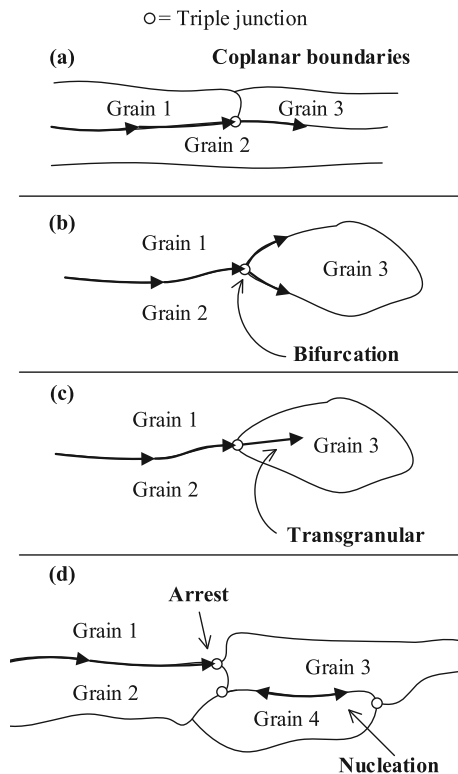 = Triple junction
(a)
Coplanar boundaries
Grain 1
Grain 3
Grain 2
(b)
Grain 1
Grain 3
Grain 2
Bifurcation
(c)
Grain 1
Grain 3
Grain 2
Transgranular
(d)
Arrest
Grain 1
Grain 3
Grain 2
Grain 4
Nucleation